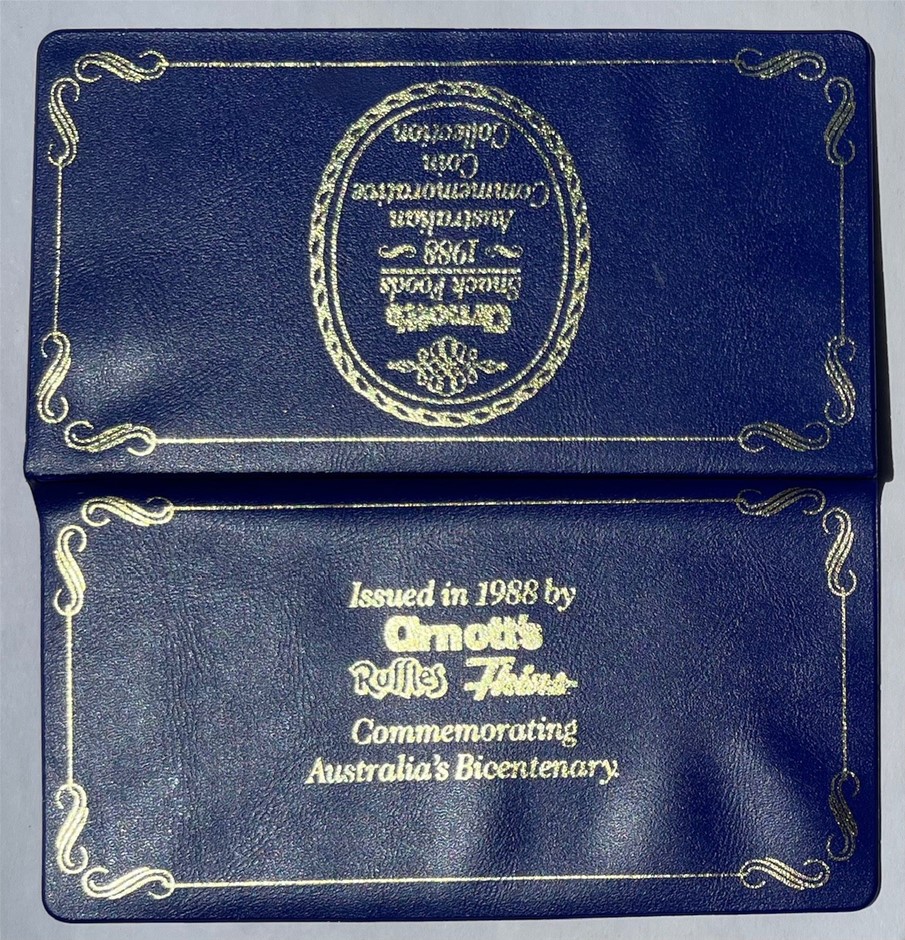 Arnott's
Snack Foods
1988
Australian
Commemorative
Coin
Collection
Issued in 1988 by
Arnott's
Ruffles Thins
Commemorating
Australia's Bicentenary.